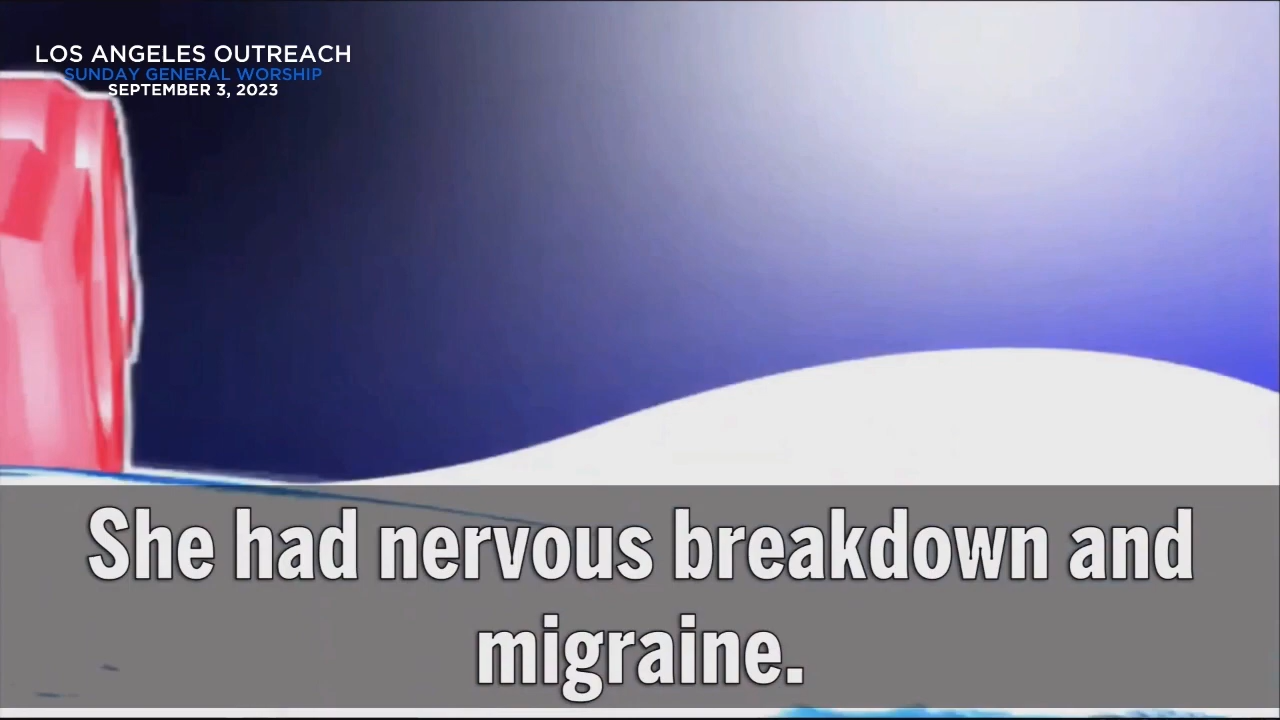 LOS ANGELES OUTREACH
SUNDAY GENERAL WORSHIP
SEPTEMBER 3, 2023
She had nervous breakdown and
migraine.